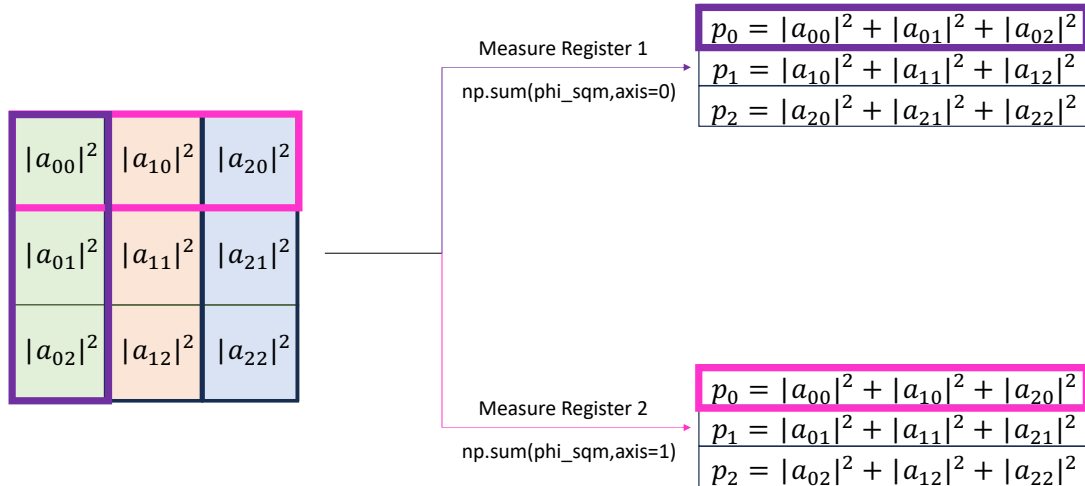 |a₀₀|² |a₁₀|² |a₂₀|²
|a₀₁|² |a₁₁|² |a₂₁|²
|a₀₂|² |a₁₂|² |a₂₂|²
Measure Register 1
np.sum(phi_sqm,axis=0)
p₀ = |a₀₀|² + |a₀₁|² + |a₀₂|²
p₁ = |a₁₀|² + |a₁₁|² + |a₁₂|²
p₂ = |a₂₀|² + |a₂₁|² + |a₂₂|²
Measure Register 2
np.sum(phi_sqm,axis=1)
p₀ = |a₀₀|² + |a₁₀|² + |a₂₀|²
p₁ = |a₀₁|² + |a₁₁|² + |a₂₁|²
p₂ = |a₀₂|² + |a₁₂|² + |a₂₂|²